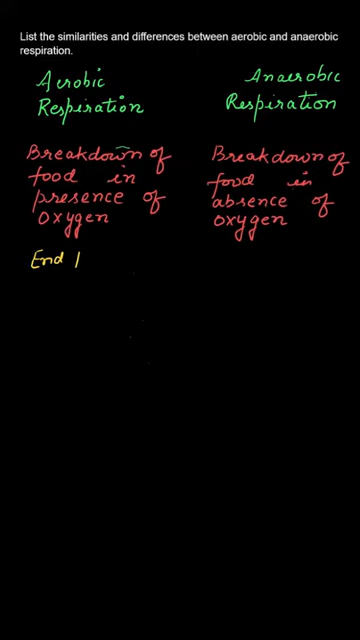 List the similarities and differences between aerobic and anaerobic
respiration.
Aerobic
Respiration
Anaerobic
Respiration
Breakdown of
food in
presence of
oxygen
Breakdown of
food in
absence of
oxygen
End